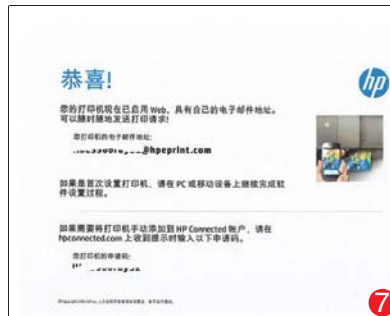 恭喜!
hp
您的打印机现在已启用 Web，具有自己的电子邮件地址。
可以随时随地发送打印请求!
您打印机的电子邮件地址:
@hpeprint.com
如果是首次设置打印机，请在 PC 或移动设备上继续完成软
件设置过程。
如果需要将打印机手动添加到 HP Connected 帐户，请在
hpconnected.com 上收到提示时输入以下申请码。
您打印机的申请码:
7